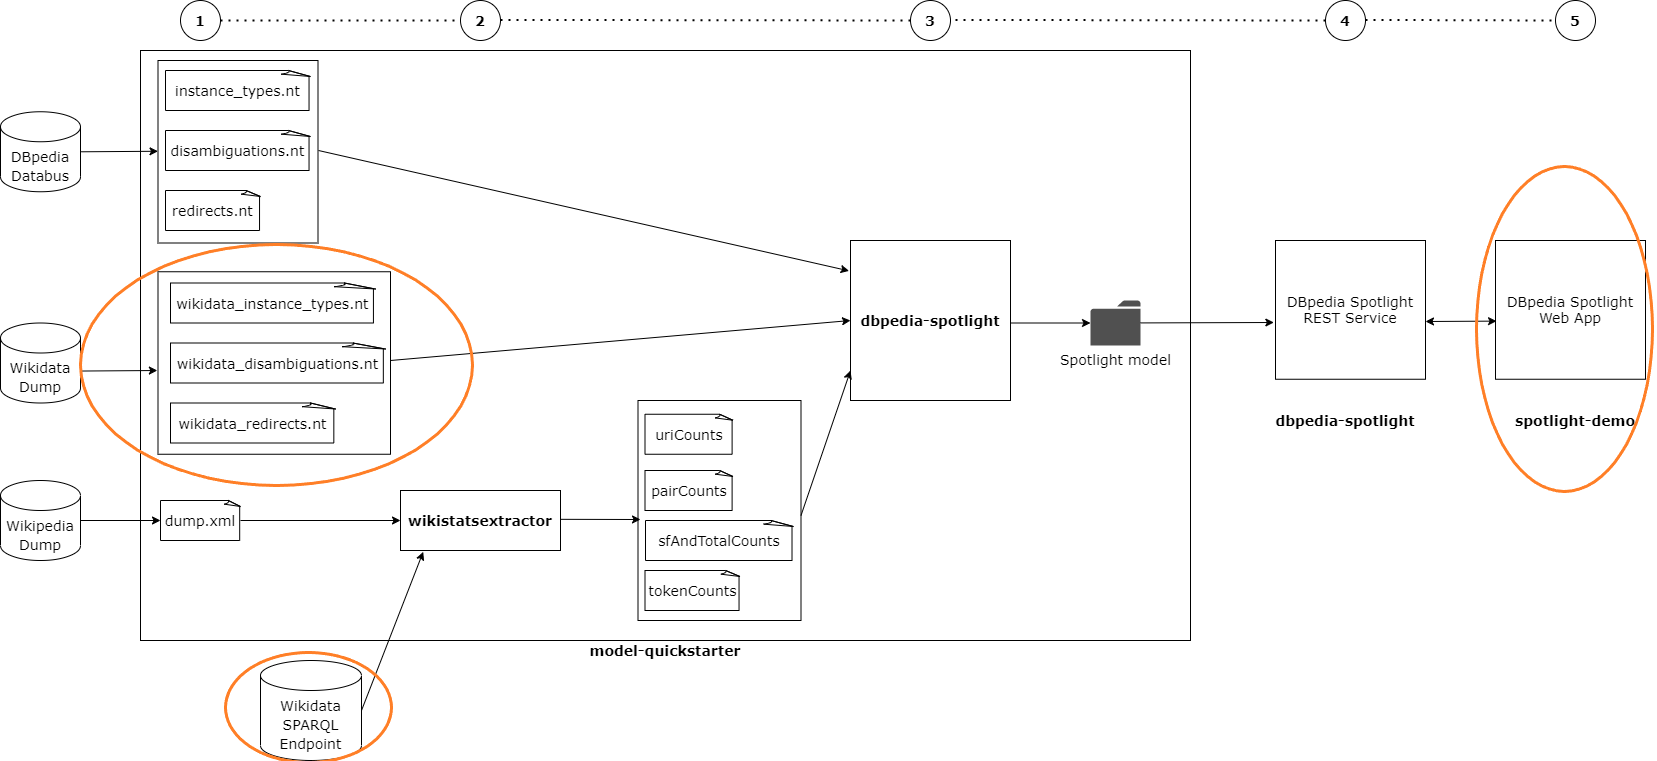 1
2
3
4
5
instance_types.nt
disambiguations.nt
redirects.nt
DBpedia
Databus
wikidata_instance_types.nt
wikidata_disambiguations.nt
wikidata_redirects.nt
Wikidata
Dump
Wikipedia
Dump
dump.xml
wikistatsextractor
uriCounts
pairCounts
sfAndTotalCounts
tokenCounts
dbpedia-spotlight
Spotlight model
DBpedia Spotlight
REST Service
dbpedia-spotlight
DBpedia Spotlight
Web App
spotlight-demo
model-quickstarter
Wikidata
SPARQL
Endpoint